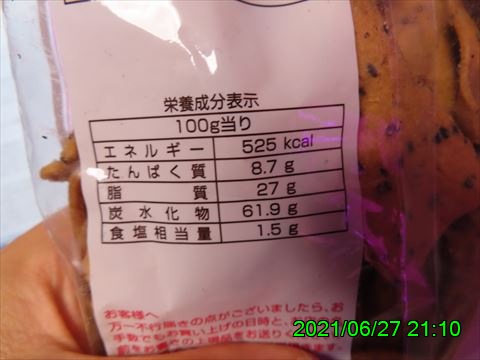 栄養成分表示
100g当り
エネルギー 525 kcal
たんぱく質 8.7 g
脂質 27 g
炭水化物 61.9 g
食塩相当量 1.5 g
お客様へ
万一不行届きの点がございましたら、お
手数でもお買い上げの日時と、
2021/06/27 21:10